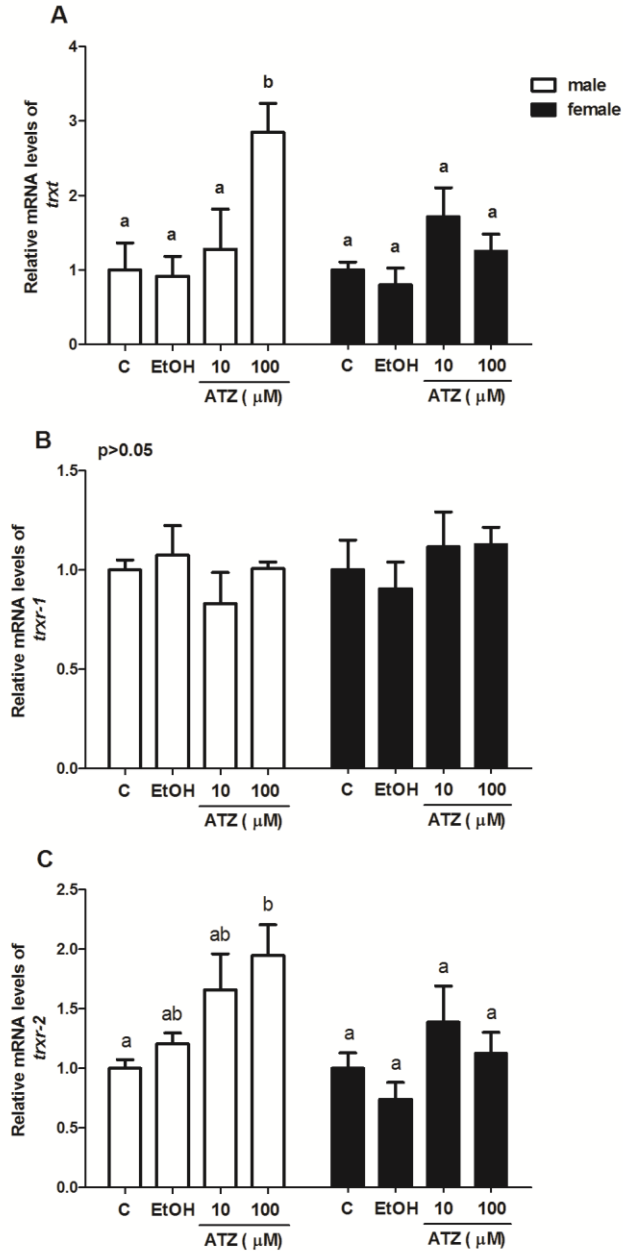 A
Relative mRNA levels of
trxt
4
3
2
1
0
a
a
a
b
a
a
a
a
male
female
C EtOH 10 100 C EtOH 10 100
ATZ ( μM) ATZ ( μM)
B
p>0.05
Relative mRNA levels of
trxr-1
1.5
1.0
0.5
0.0
C EtOH 10 100 C EtOH 10 100
ATZ ( μM) ATZ ( μM)
C
Relative mRNA levels of
trxr-2
2.5
2.0
1.5
1.0
0.5
0.0
a
ab
ab
b
a
a
a
a
C EtOH 10 100 C EtOH 10 100
ATZ ( μM) ATZ ( μM)